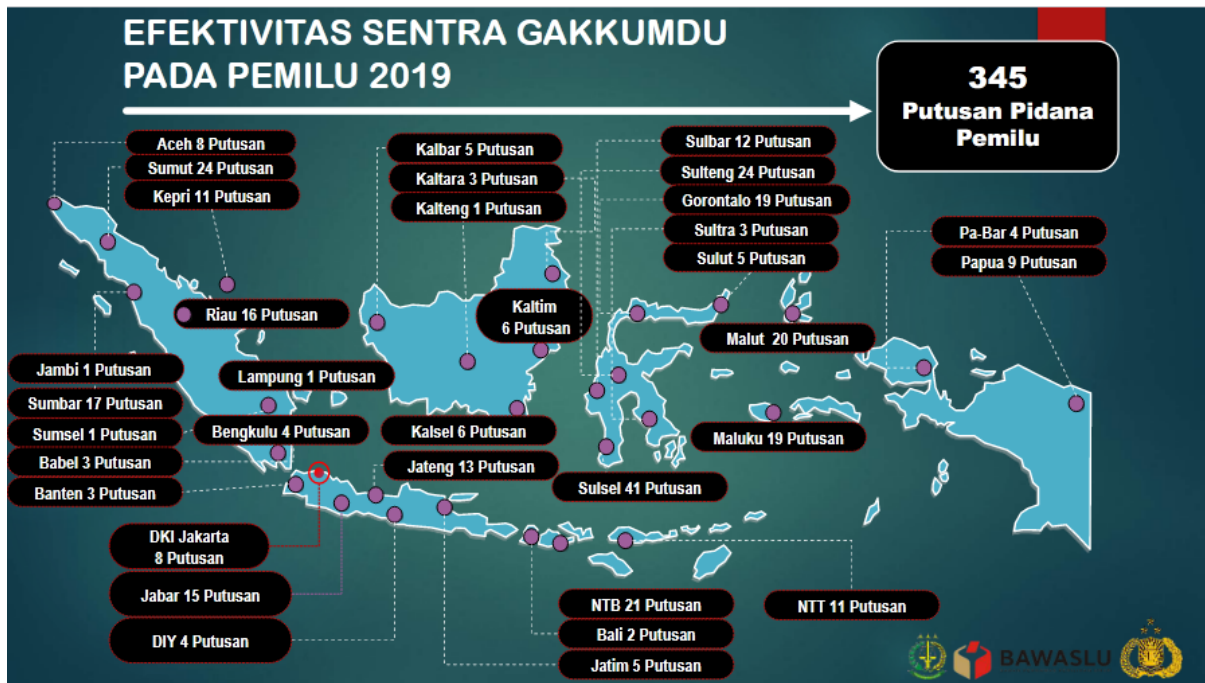 EFEKTIVITAS SENTRA GAKKUMDU
PADA PEMILU 2019
345
Putusan Pidana
Pemilu
Aceh 8 Putusan
Sumut 24 Putusan
Kepri 11 Putusan
Kalbar 5 Putusan
Kaltara 3 Putusan
Kalteng 1 Putusan
Sulbar 12 Putusan
Sulteng 24 Putusan
Gorontalo 19 Putusan
Sultra 3 Putusan
Sulut 5 Putusan
Pa-Bar 4 Putusan
Papua 9 Putusan
Riau 16 Putusan
Kaltim
6 Putusan
Malut 20 Putusan
Jambi 1 Putusan
Lampung 1 Putusan
Sumbar 17 Putusan
Sumsel 1 Putusan
Bengkulu 4 Putusan
Kalsel 6 Putusan
Maluku 19 Putusan
Babel 3 Putusan
Jateng 13 Putusan
Banten 3 Putusan
Sulsel 41 Putusan
DKI Jakarta
8 Putusan
Jabar 15 Putusan
DIY 4 Putusan
NTB 21 Putusan
Bali 2 Putusan
Jatim 5 Putusan
NTT 11 Putusan
BAWASLU